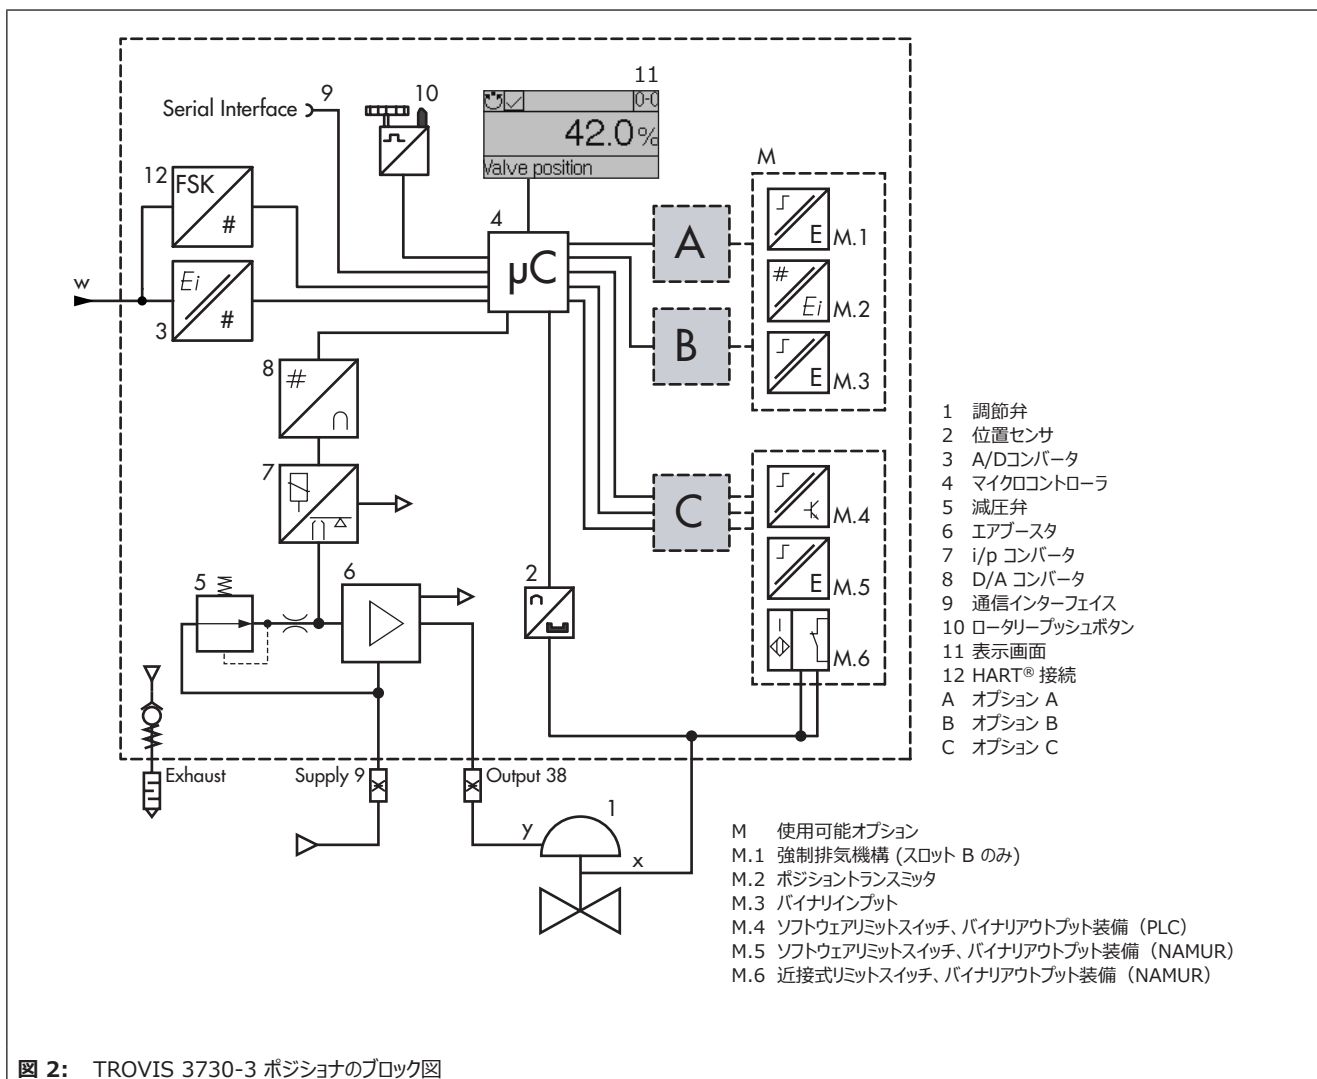 11
9
10
Serial Interface
0-0
42.0%
Valve position
M
12
FSK
#
4
A
E
M.1
w
Ei
#
3
µC
#
Ei
M.2
B
8
#
E
M.3
1 調節弁
2 位置センサ
3 A/Dコンバータ
4 マイクロコントローラ
5 減圧弁
6 エアブースタ
7 i/p コンバータ
8 D/A コンバータ
9 通信インターフェイス
10 ロータリープッシュボタン
11 表示画面
12 HART® 接続
A オプション A
B オプション B
C オプション C
7
C
M.4
5
6
2
E
M.5
M.6
Exhaust
Supply 9
Output 38
1
y
x
M 使用可能オプション
M.1 強制排気機構 (スロット B のみ)
M.2 ポジショントランスミッタ
M.3 バイナリインプット
M.4 ソフトウェアリミットスイッチ、バイナリアウトプット装備（PLC）
M.5 ソフトウェアリミットスイッチ、バイナリアウトプット装備（NAMUR）
M.6 近接式リミットスイッチ、バイナリアウトプット装備（NAMUR）
図 2: TROVIS 3730-3 ポジショナのブロック図